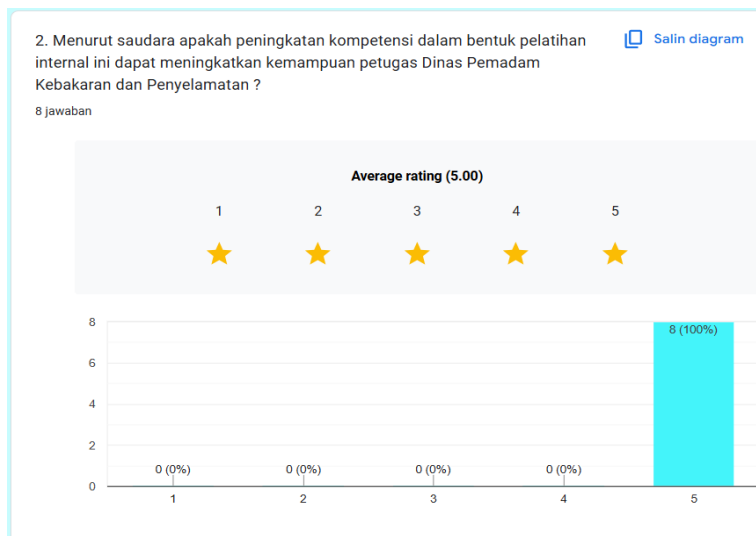 2. Menurut saudara apakah peningkatan kompetensi dalam bentuk pelatihan
internal ini dapat meningkatkan kemampuan petugas Dinas Pemadam
Kebakaran dan Penyelamatan ?
Salin diagram
8 jawaban
Average rating (5.00)
1 2 3 4 5
8
8 (100%)
6
4
2
0 (0%) 0 (0%) 0 (0%) 0 (0%)
0
1 2 3 4 5